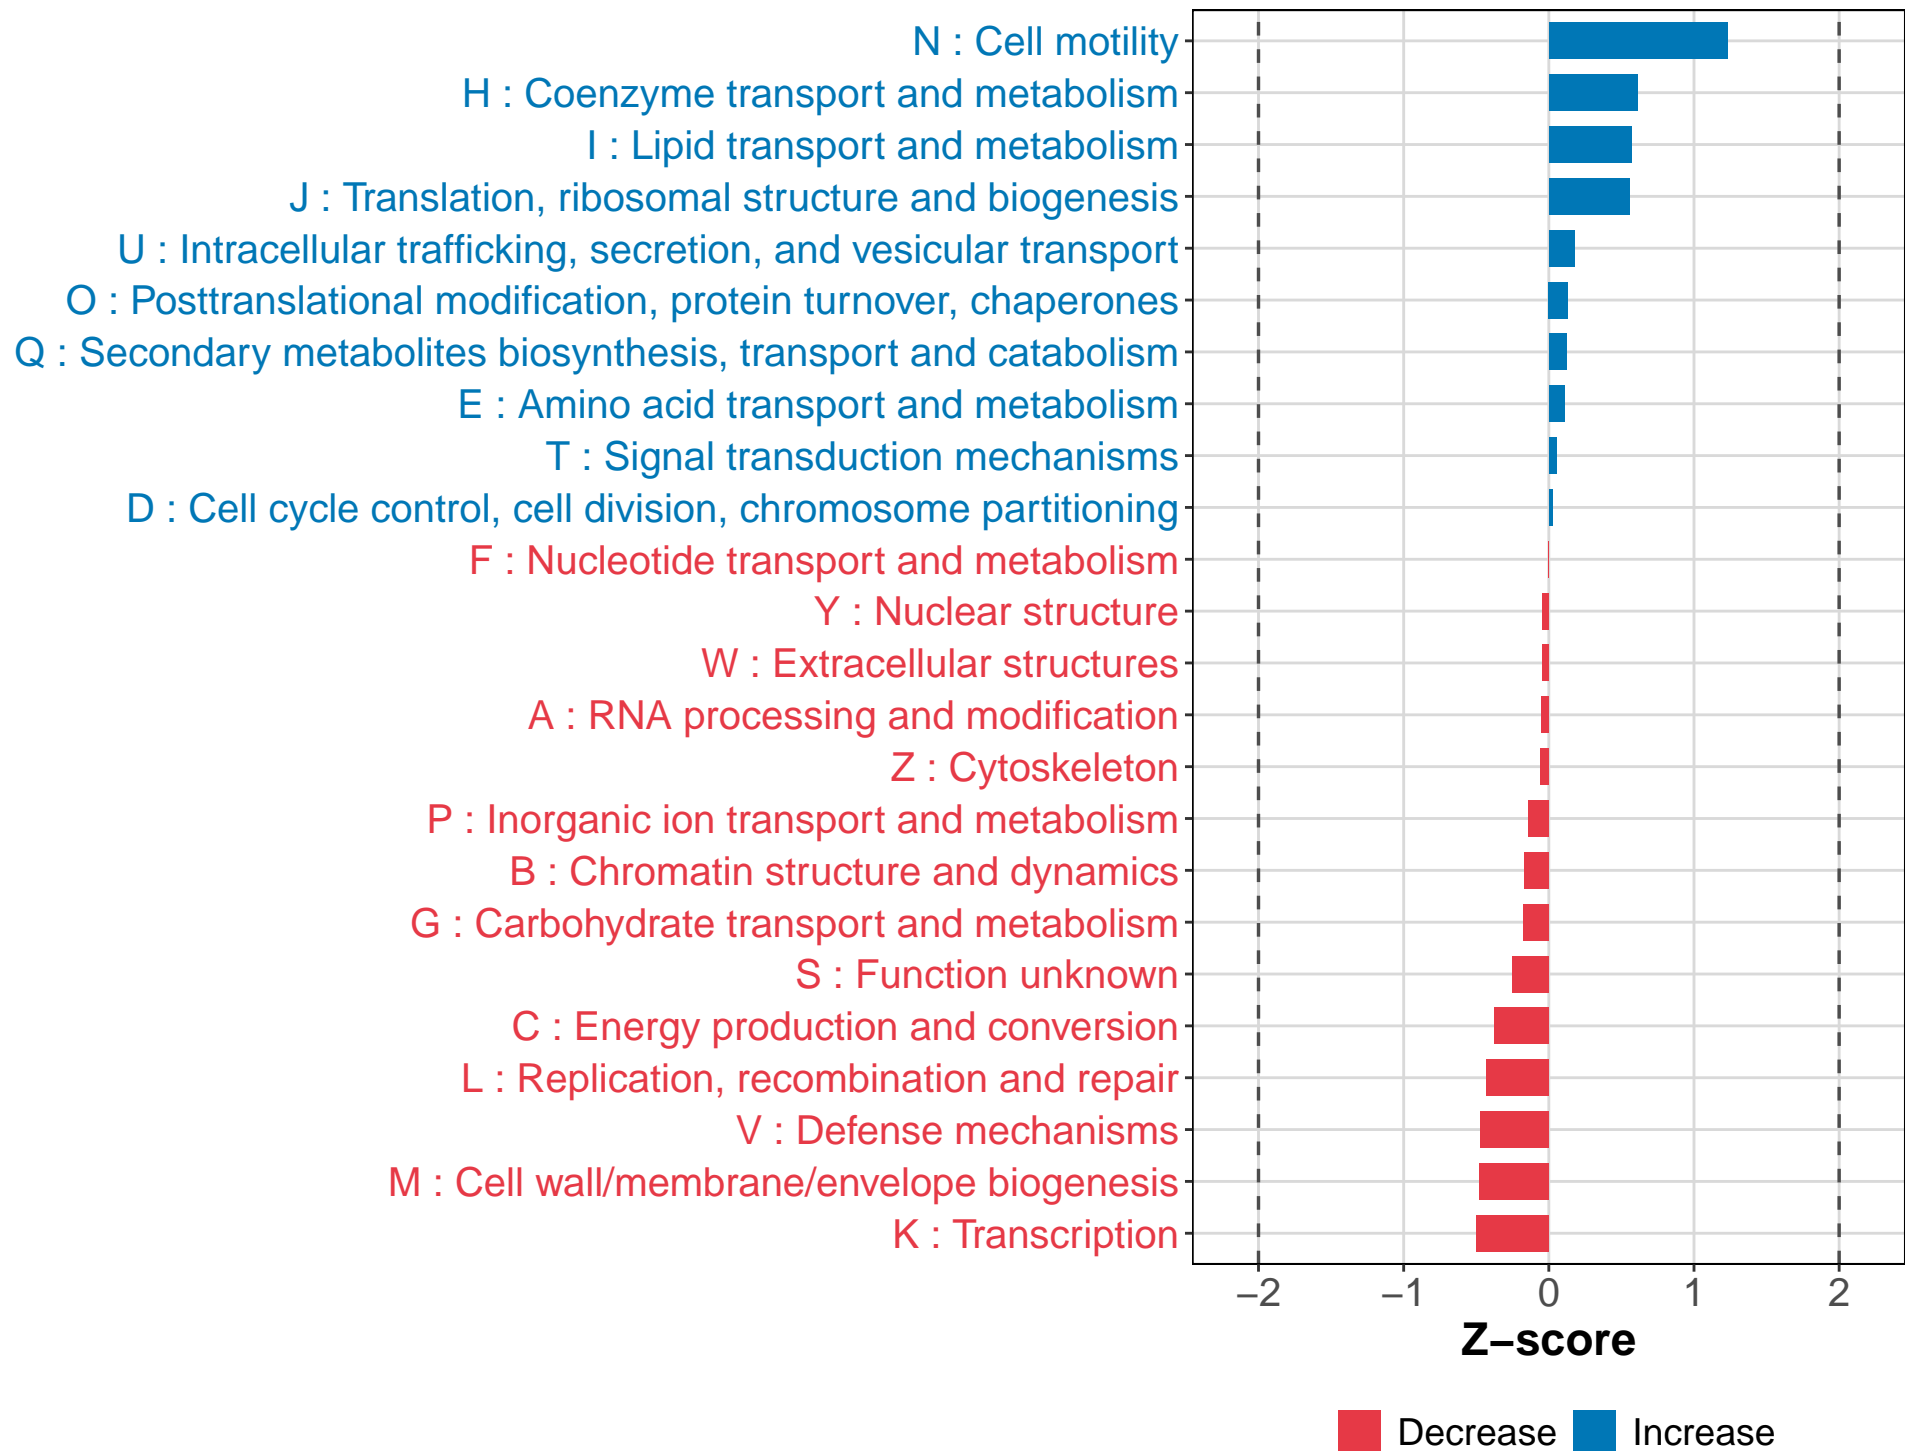 N : Cell motility
H : Coenzyme transport and metabolism
I : Lipid transport and metabolism
J : Translation, ribosomal structure and biogenesis
U : Intracellular trafficking, secretion, and vesicular transport
O : Posttranslational modification, protein turnover, chaperones
Q : Secondary metabolites biosynthesis, transport and catabolism
E : Amino acid transport and metabolism
T : Signal transduction mechanisms
D : Cell cycle control, cell division, chromosome partitioning
F : Nucleotide transport and metabolism
Y : Nuclear structure
W : Extracellular structures
A : RNA processing and modification
Z : Cytoskeleton
P : Inorganic ion transport and metabolism
B : Chromatin structure and dynamics
G : Carbohydrate transport and metabolism
S : Function unknown
C : Energy production and conversion
L : Replication, recombination and repair
V : Defense mechanisms
M : Cell wall/membrane/envelope biogenesis
K : Transcription
−2 −1 0 1 2
Z−score
Decrease Increase